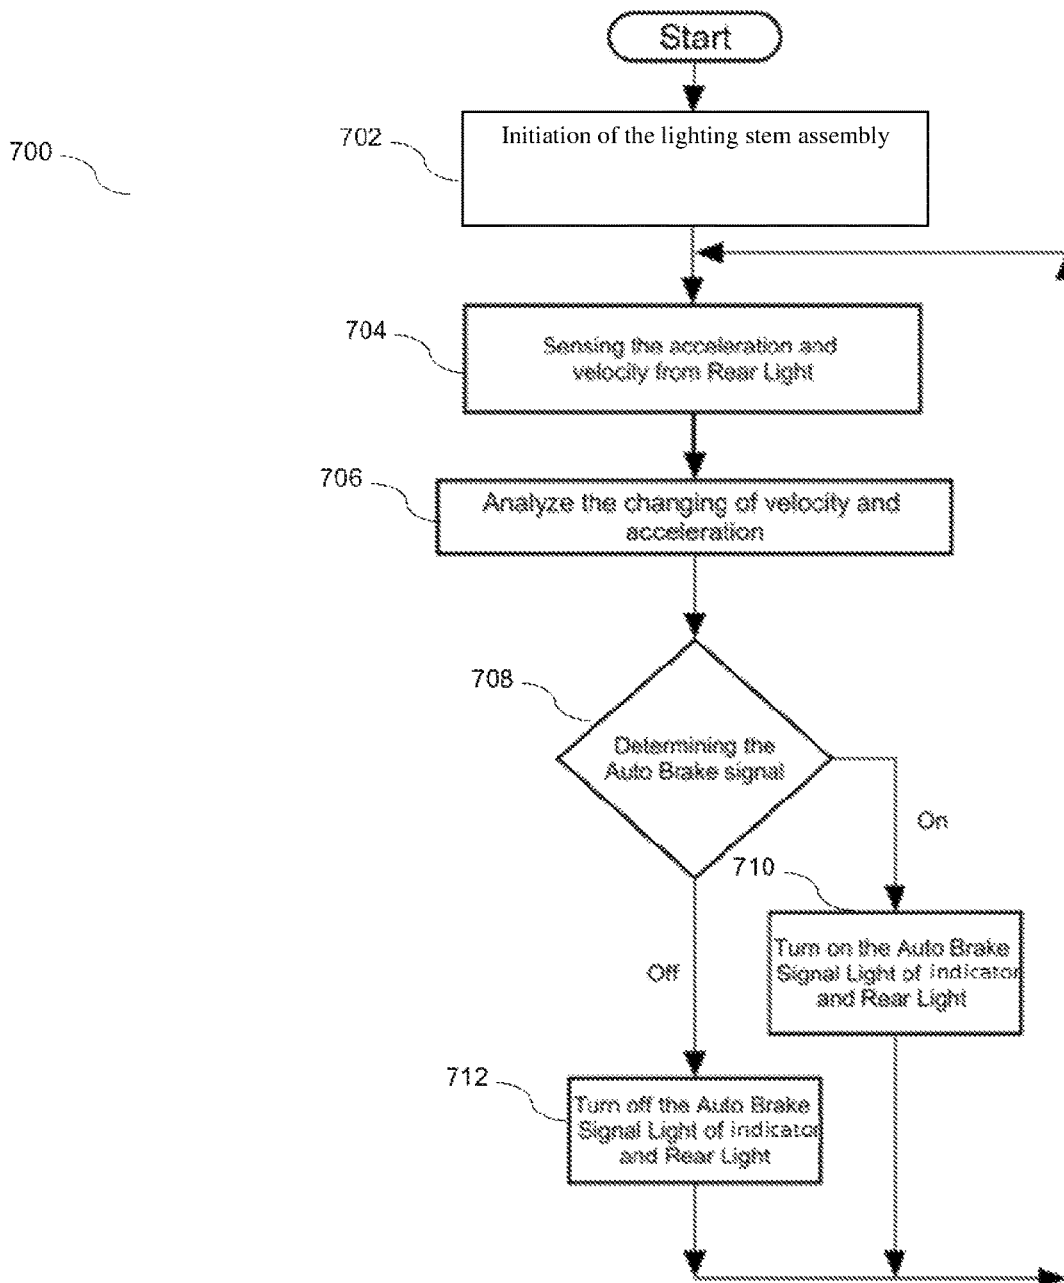 Start
702
Initiation of the lighting stem assembly
700
704
Sensing the acceleration and
velocity from Rear Light
706
Analyze the changing of velocity and
acceleration
708
Determining the
Auto Brake signal
On
710
Turn on the Auto Brake
Signal Light of indicator
and Rear Light
Off
712
Turn off the Auto Brake
Signal Light of indicator
and Rear Light